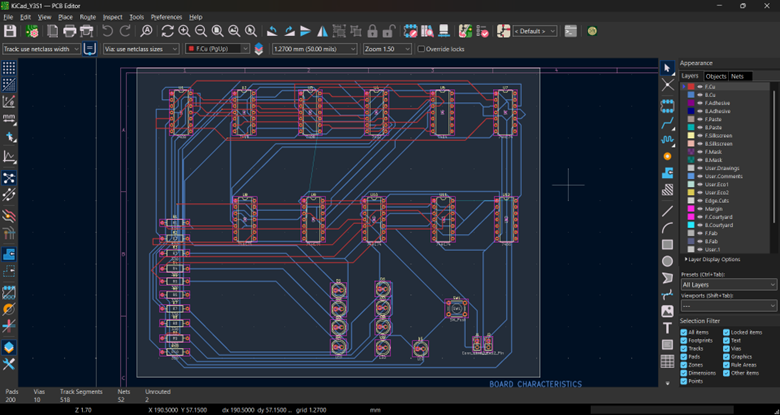 KiCad_Y3S1 — PCB Editor
File Edit View Place Route Inspect Tools Preferences Help
Track: use netclass width
Via: use netclass sizes
F.Cu (PgUp)
1.2700 mm (50.00 mils)
Zoom 1.50
Override locks
< Default >
Appearance
Layers Objects Nets
F.Cu
B.Cu
F.Adhesive
B.Adhesive
F.Paste
B.Paste
F.Silkscreen
B.Silkscreen
F.Mask
B.Mask
User.Drawings
User.Comments
User.Eco1
User.Eco2
Edge.Cuts
Margin
F.Courtyard
B.Courtyard
F.Fab
B.Fab
User.1
Layer Display Options
Presets (Ctrl+Tab):
All Layers
Viewports (Shift+Tab):
---
Selection Filter
All items Locked items
Footprints Text
Tracks Vias
Pads Graphics
Zones Rule Areas
Dimensions Other items
Points
BOARD CHARACTERISTICS
Pads Vias Track Segments Nets Unrouted
200 10 518 52 2
Z 1.70 X 190.5000 Y 57.1500 dx 190.5000 dy 57.1500 ... grid 1.2700 mm